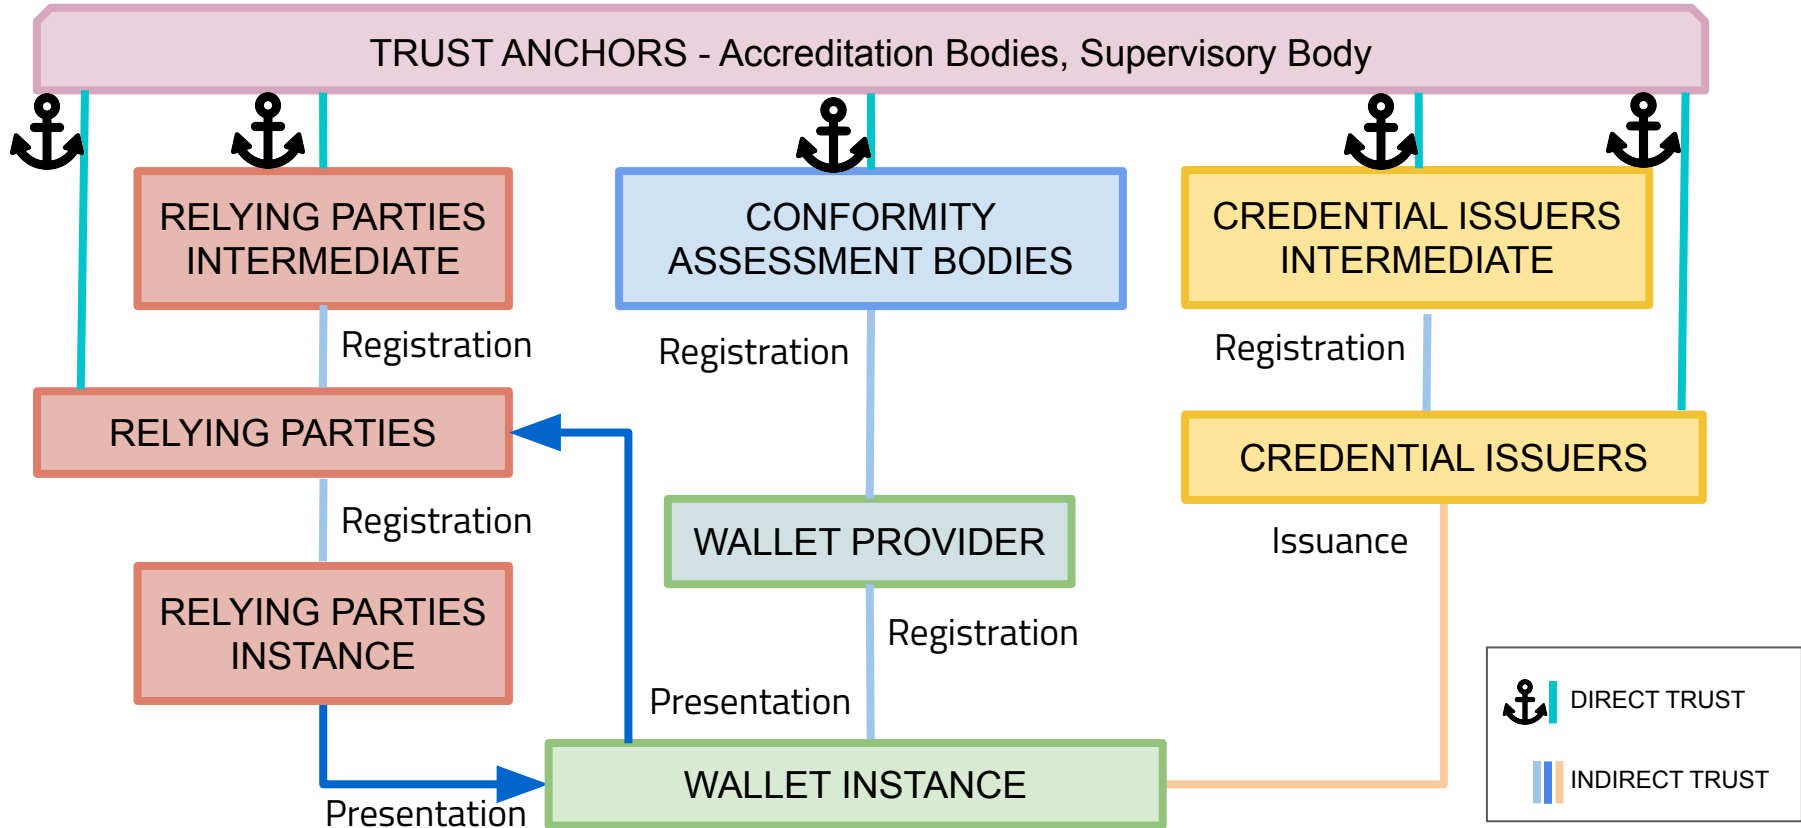 TRUST ANCHORS - Accreditation Bodies, Supervisory Body
RELYING PARTIES
INTERMEDIATE
CONFORMITY
ASSESSMENT BODIES
CREDENTIAL ISSUERS
INTERMEDIATE
Registration
Registration
Registration
RELYING PARTIES
CREDENTIAL ISSUERS
Registration
WALLET PROVIDER
Issuance
RELYING PARTIES
INSTANCE
Registration
Presentation
WALLET INSTANCE
Presentation
DIRECT TRUST
INDIRECT TRUST